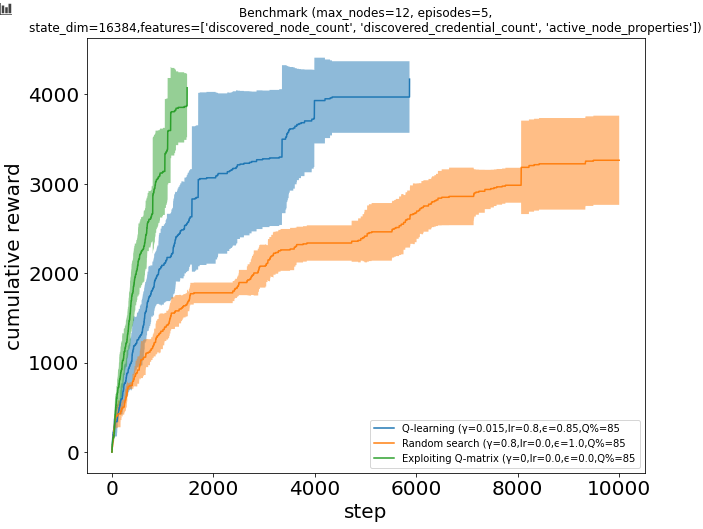 Benchmark (max_nodes=12, episodes=5,
state_dim=16384,features=['discovered_node_count', 'discovered_credential_count', 'active_node_properties'])
cumulative reward
4000
3000
2000
1000
0
Q-learning (γ=0.015,lr=0.8,ϵ=0.85,Q%=85
Random search (γ=0.8,lr=0.0,ϵ=1.0,Q%=85
Exploiting Q-matrix (γ=0,lr=0.0,ϵ=0.0,Q%=85
0 2000 4000 6000 8000 10000
step